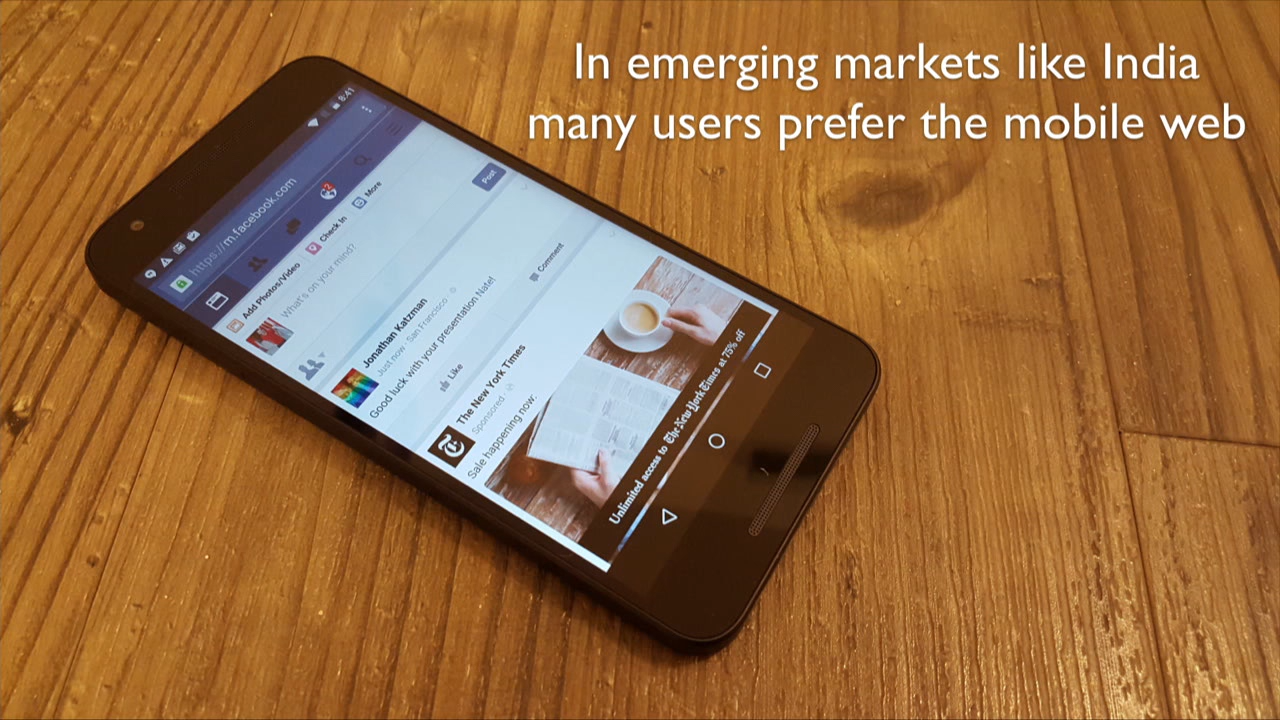 In emerging markets like India
many users prefer the mobile web
8:41
https://m.facebook.com
2
Add Photos/Video
Check In
More
What's on your mind?
Post
Jonathan Katzman
Just now · San Francisco
Good luck with your presentation Nate!
Like
Comment
The New York Times
Sponsored
Sale happening now:
Unlimited access to The New York Times at 75% off